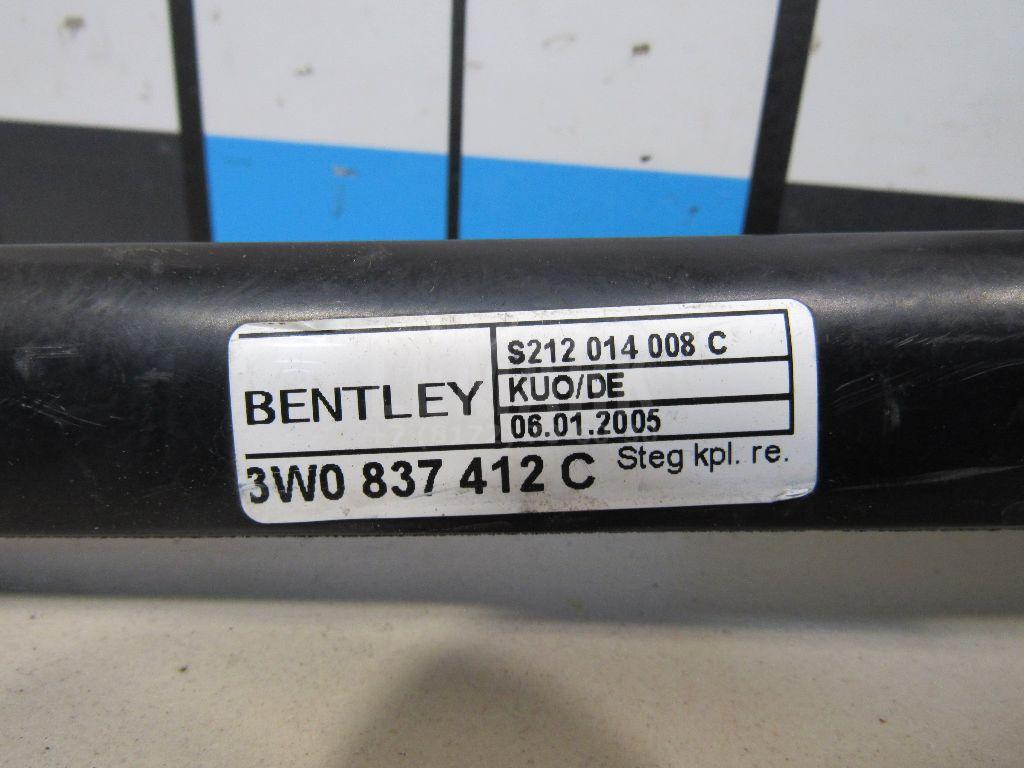 BENTLEY
S212 014 008 C
KUO/DE
06.01.2005
3W0 837 412 C
Steg kpl. re.